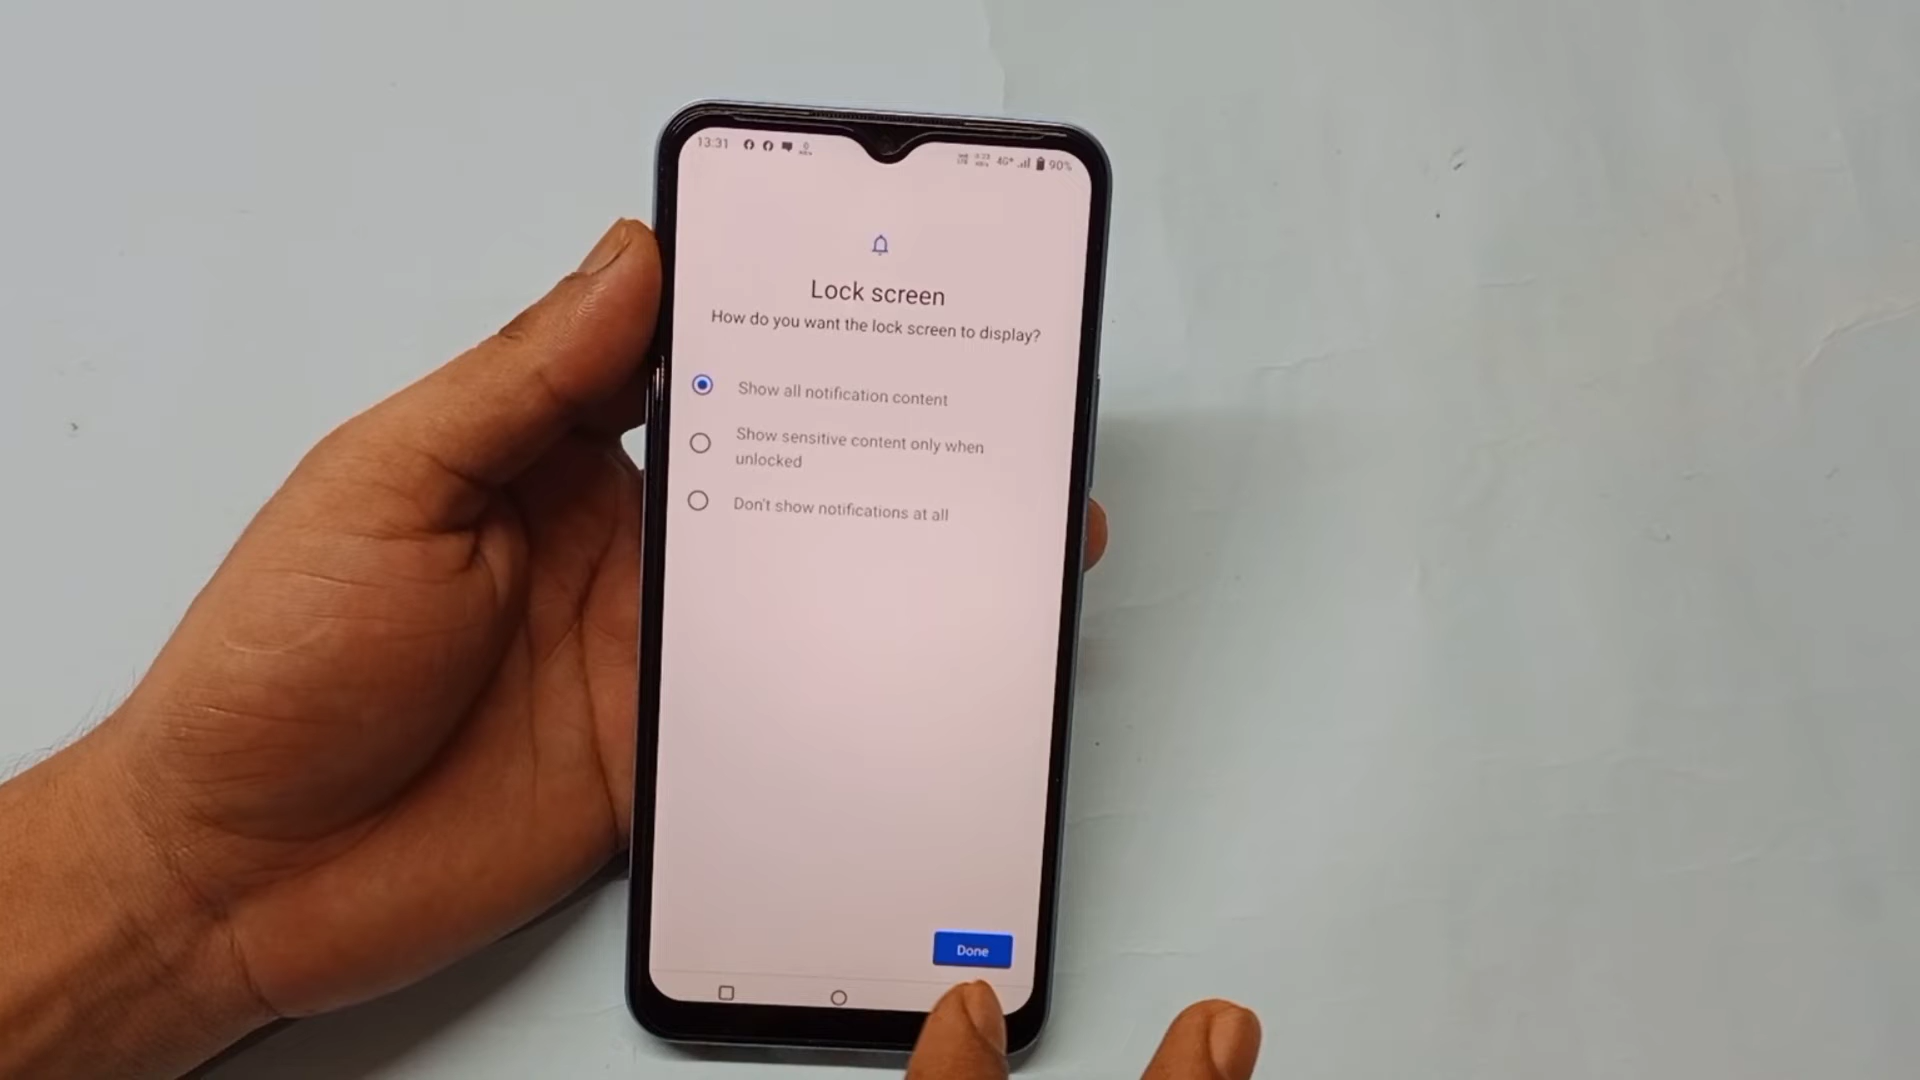 13:31
4G+ 90%
Lock screen
How do you want the lock screen to display?
Show all notification content
Show sensitive content only when
unlocked
Don't show notifications at all
Done